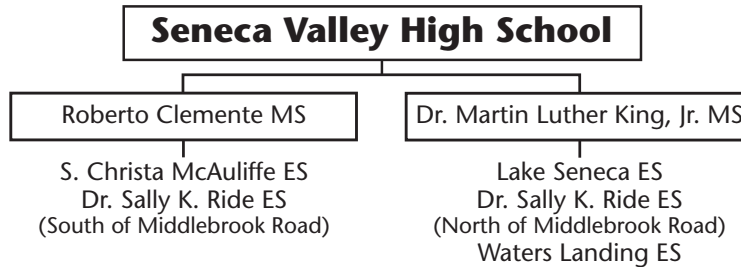 Seneca Valley High School
Roberto Clemente MS
S. Christa McAuliffe ES
Dr. Sally K. Ride ES
(South of Middlebrook Road)
Dr. Martin Luther King, Jr. MS
Lake Seneca ES
Dr. Sally K. Ride ES
(North of Middlebrook Road)
Waters Landing ES